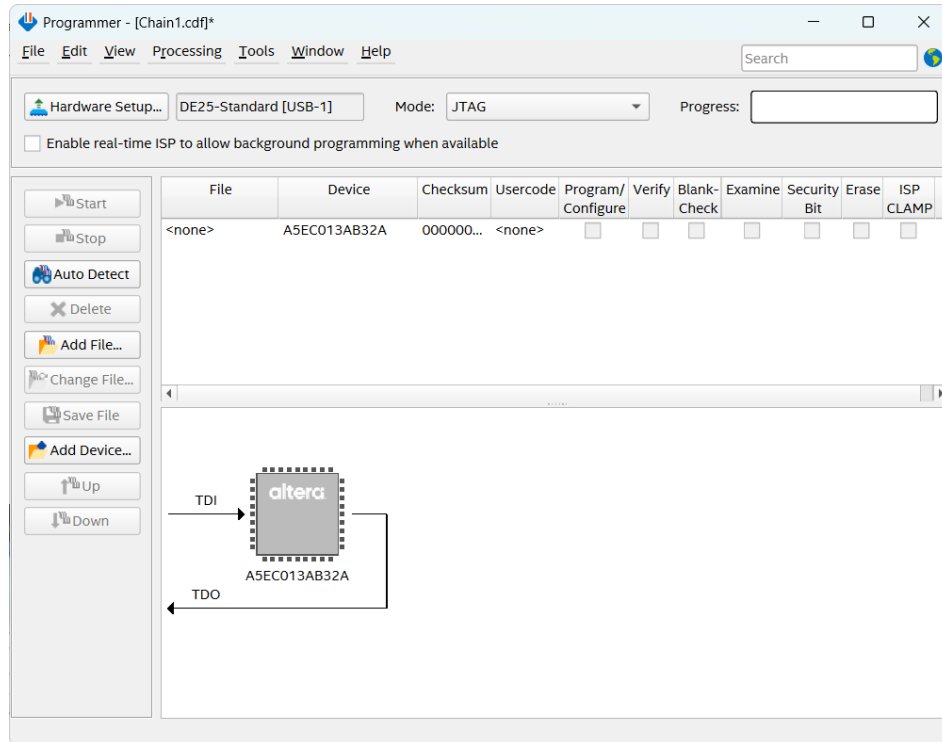 Programmer - [Chain1.cdf]*
File Edit View Processing Tools Window Help
Search
Hardware Setup... DE25-Standard [USB-1] Mode: JTAG Progress:
Enable real-time ISP to allow background programming when available
Start
Stop
Auto Detect
Delete
Add File...
Change File...
Save File
Add Device...
Up
Down
File Device Checksum Usercode Program/ Verify Blank- Examine Security Erase ISP
Configure Check Bit CLAMP
<none> A5EC013AB32A 000000... <none>
altera
TDI
A5EC013AB32A
TDO